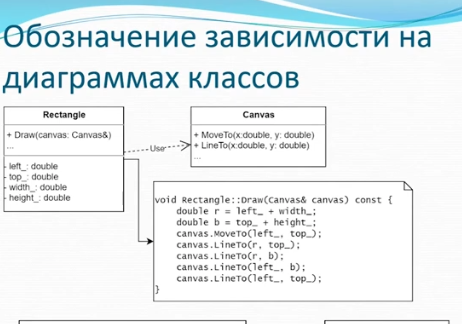 Обозначение зависимости на
диаграммах классов
Rectangle
+ Draw(canvas: Canvas&)
...
- left_: double
- top_: double
- width_: double
- height_: double
Use
Canvas
+ MoveTo(x:double, y: double)
+ LineTo(x:double, y: double)
...
void Rectangle::Draw(Canvas& canvas) const {
double r = left_ + width_;
double b = top_ + height_;
canvas.MoveTo(left_, top_);
canvas.LineTo(r, top_);
canvas.LineTo(r, b);
canvas.LineTo(left_, b);
canvas.LineTo(left_, top_);
}